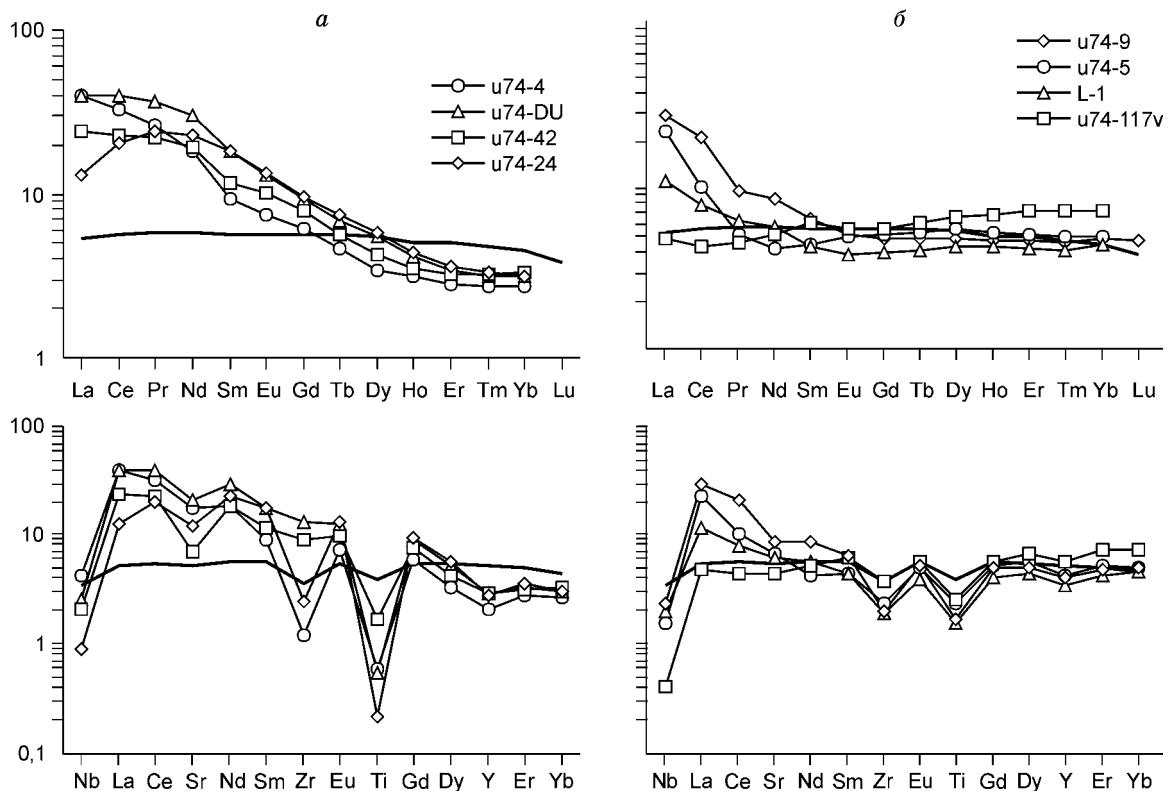 а
б
100
10
1
u74-4
u74-DU
u74-42
u74-24
u74-9
u74-5
L-1
u74-117v
La Ce Pr Nd Sm Eu Gd Tb Dy Ho Er Tm Yb Lu
La Ce Pr Nd Sm Eu Gd Tb Dy Ho Er Tm Yb Lu
100
10
1
0,1
Nb La Ce Sr Nd Sm Zr Eu Ti Gd Dy Y Er Yb
Nb La Ce Sr Nd Sm Zr Eu Ti Gd Dy Y Er Yb